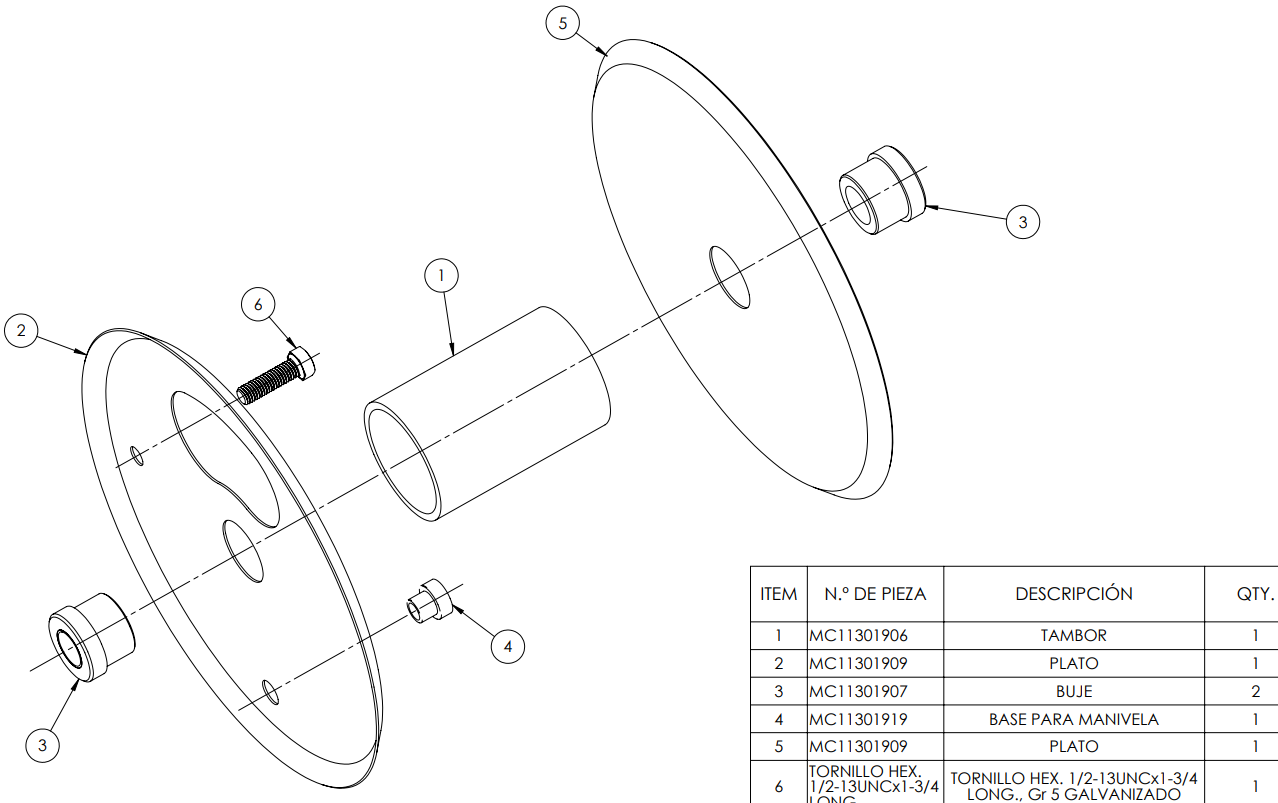 5
3
1
6
2
4
3
ITEM N.º DE PIEZA DESCRIPCIÓN QTY.
1 MC11301906 TAMBOR 1
2 MC11301909 PLATO 1
3 MC11301907 BUJE 2
4 MC11301919 BASE PARA MANIVELA 1
5 MC11301909 PLATO 1
6 TORNILLO HEX. 1/2-13UNCx1-3/4 LONG. TORNILLO HEX. 1/2-13UNCx1-3/4 LONG., Gr 5 GALVANIZADO 1